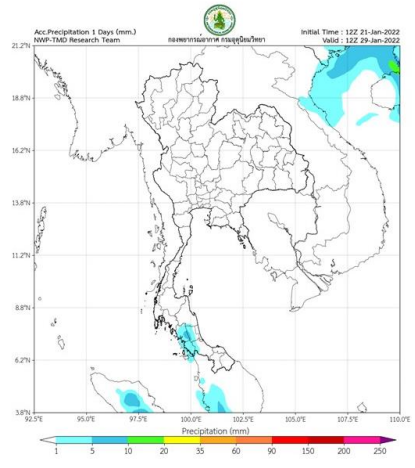 Acc.Precipitation 1 Days (mm.)
NWP-TMD Research Team
กองพยากรณ์อากาศ กรมอุตุนิยมวิทยา
Initial Time : 12Z 21-Jan-2022
Valid : 12Z 29-Jan-2022
21.2°N
18.8°N
16.2°N
13.8°N
11.2°N
8.8°N
6.2°N
3.8°N
92.5°E 95.0°E 97.5°E 100.0°E 102.5°E 105.0°E 107.5°E 110.0°E
Precipitation (mm)
1 5 10 20 35 60 90 150 200 250